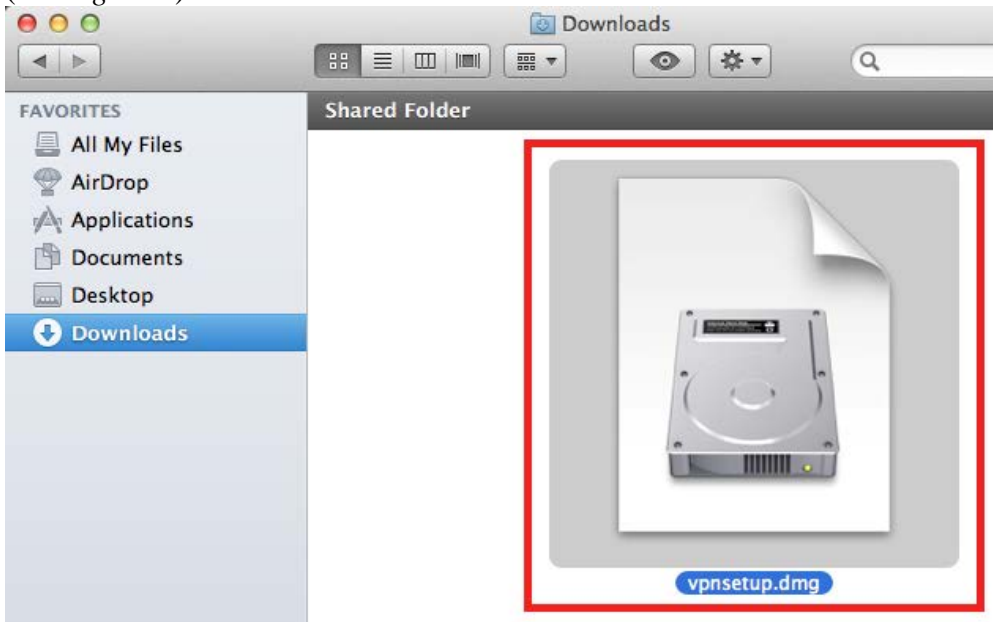 Downloads
FAVORITES
Shared Folder
All My Files
AirDrop
Applications
Documents
Desktop
Downloads
vpnsetup.dmg